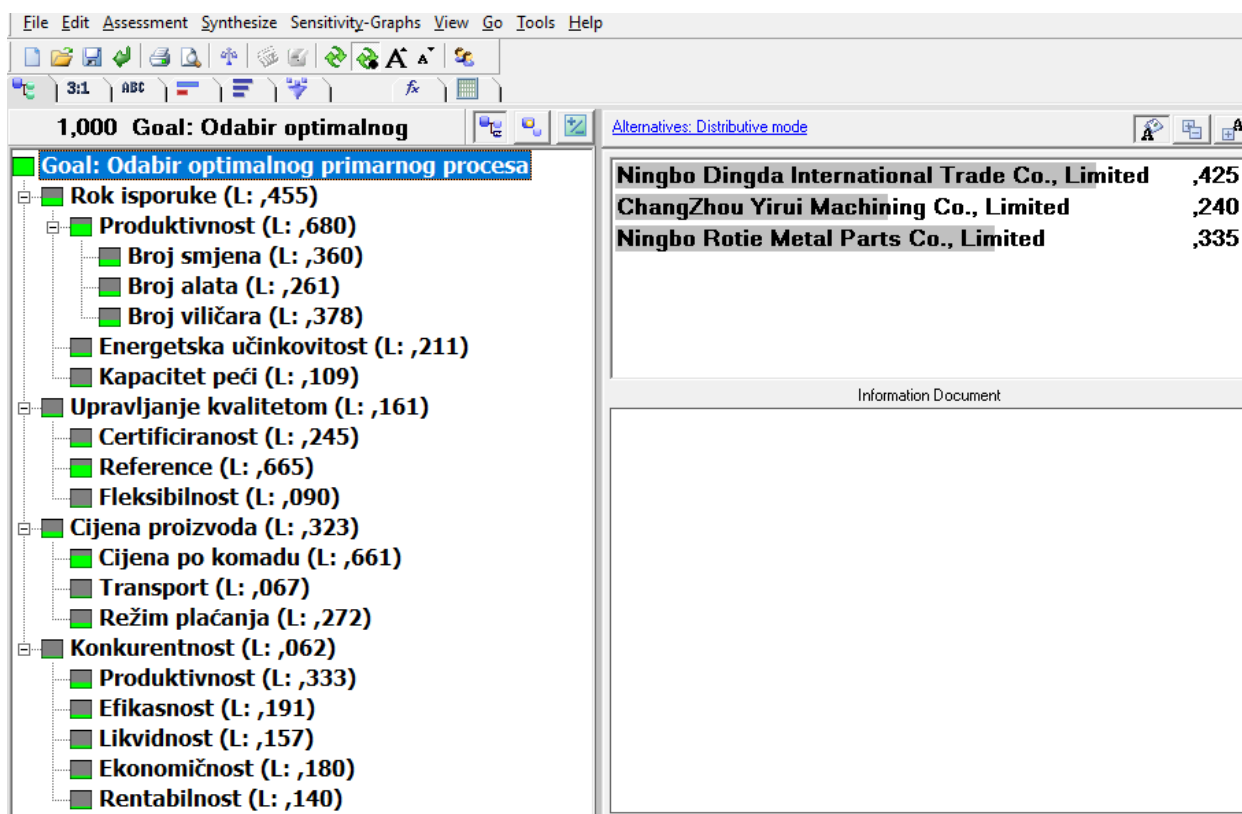 File Edit Assessment Synthesize Sensitivity-Graphs View Go Tools Help
3:1 ABC fx
1,000 Goal: Odabir optimalnog
Goal: Odabir optimalnog primarnog procesa
Rok isporuke (L: ,455)
Produktivnost (L: ,680)
Broj smjena (L: ,360)
Broj alata (L: ,261)
Broj viličara (L: ,378)
Energetska učinkovitost (L: ,211)
Kapacitet peći (L: ,109)
Upravljanje kvalitetom (L: ,161)
Certificiranost (L: ,245)
Reference (L: ,665)
Fleksibilnost (L: ,090)
Cijena proizvoda (L: ,323)
Cijena po komadu (L: ,661)
Transport (L: ,067)
Režim plaćanja (L: ,272)
Konkurentnost (L: ,062)
Produktivnost (L: ,333)
Efikasnost (L: ,191)
Likvidnost (L: ,157)
Ekonomičnost (L: ,180)
Rentabilnost (L: ,140)
Alternatives: Distributive mode
Ningbo Dingda International Trade Co., Limited ,425
ChangZhou Yirui Machining Co., Limited ,240
Ningbo Rotie Metal Parts Co., Limited ,335
Information Document